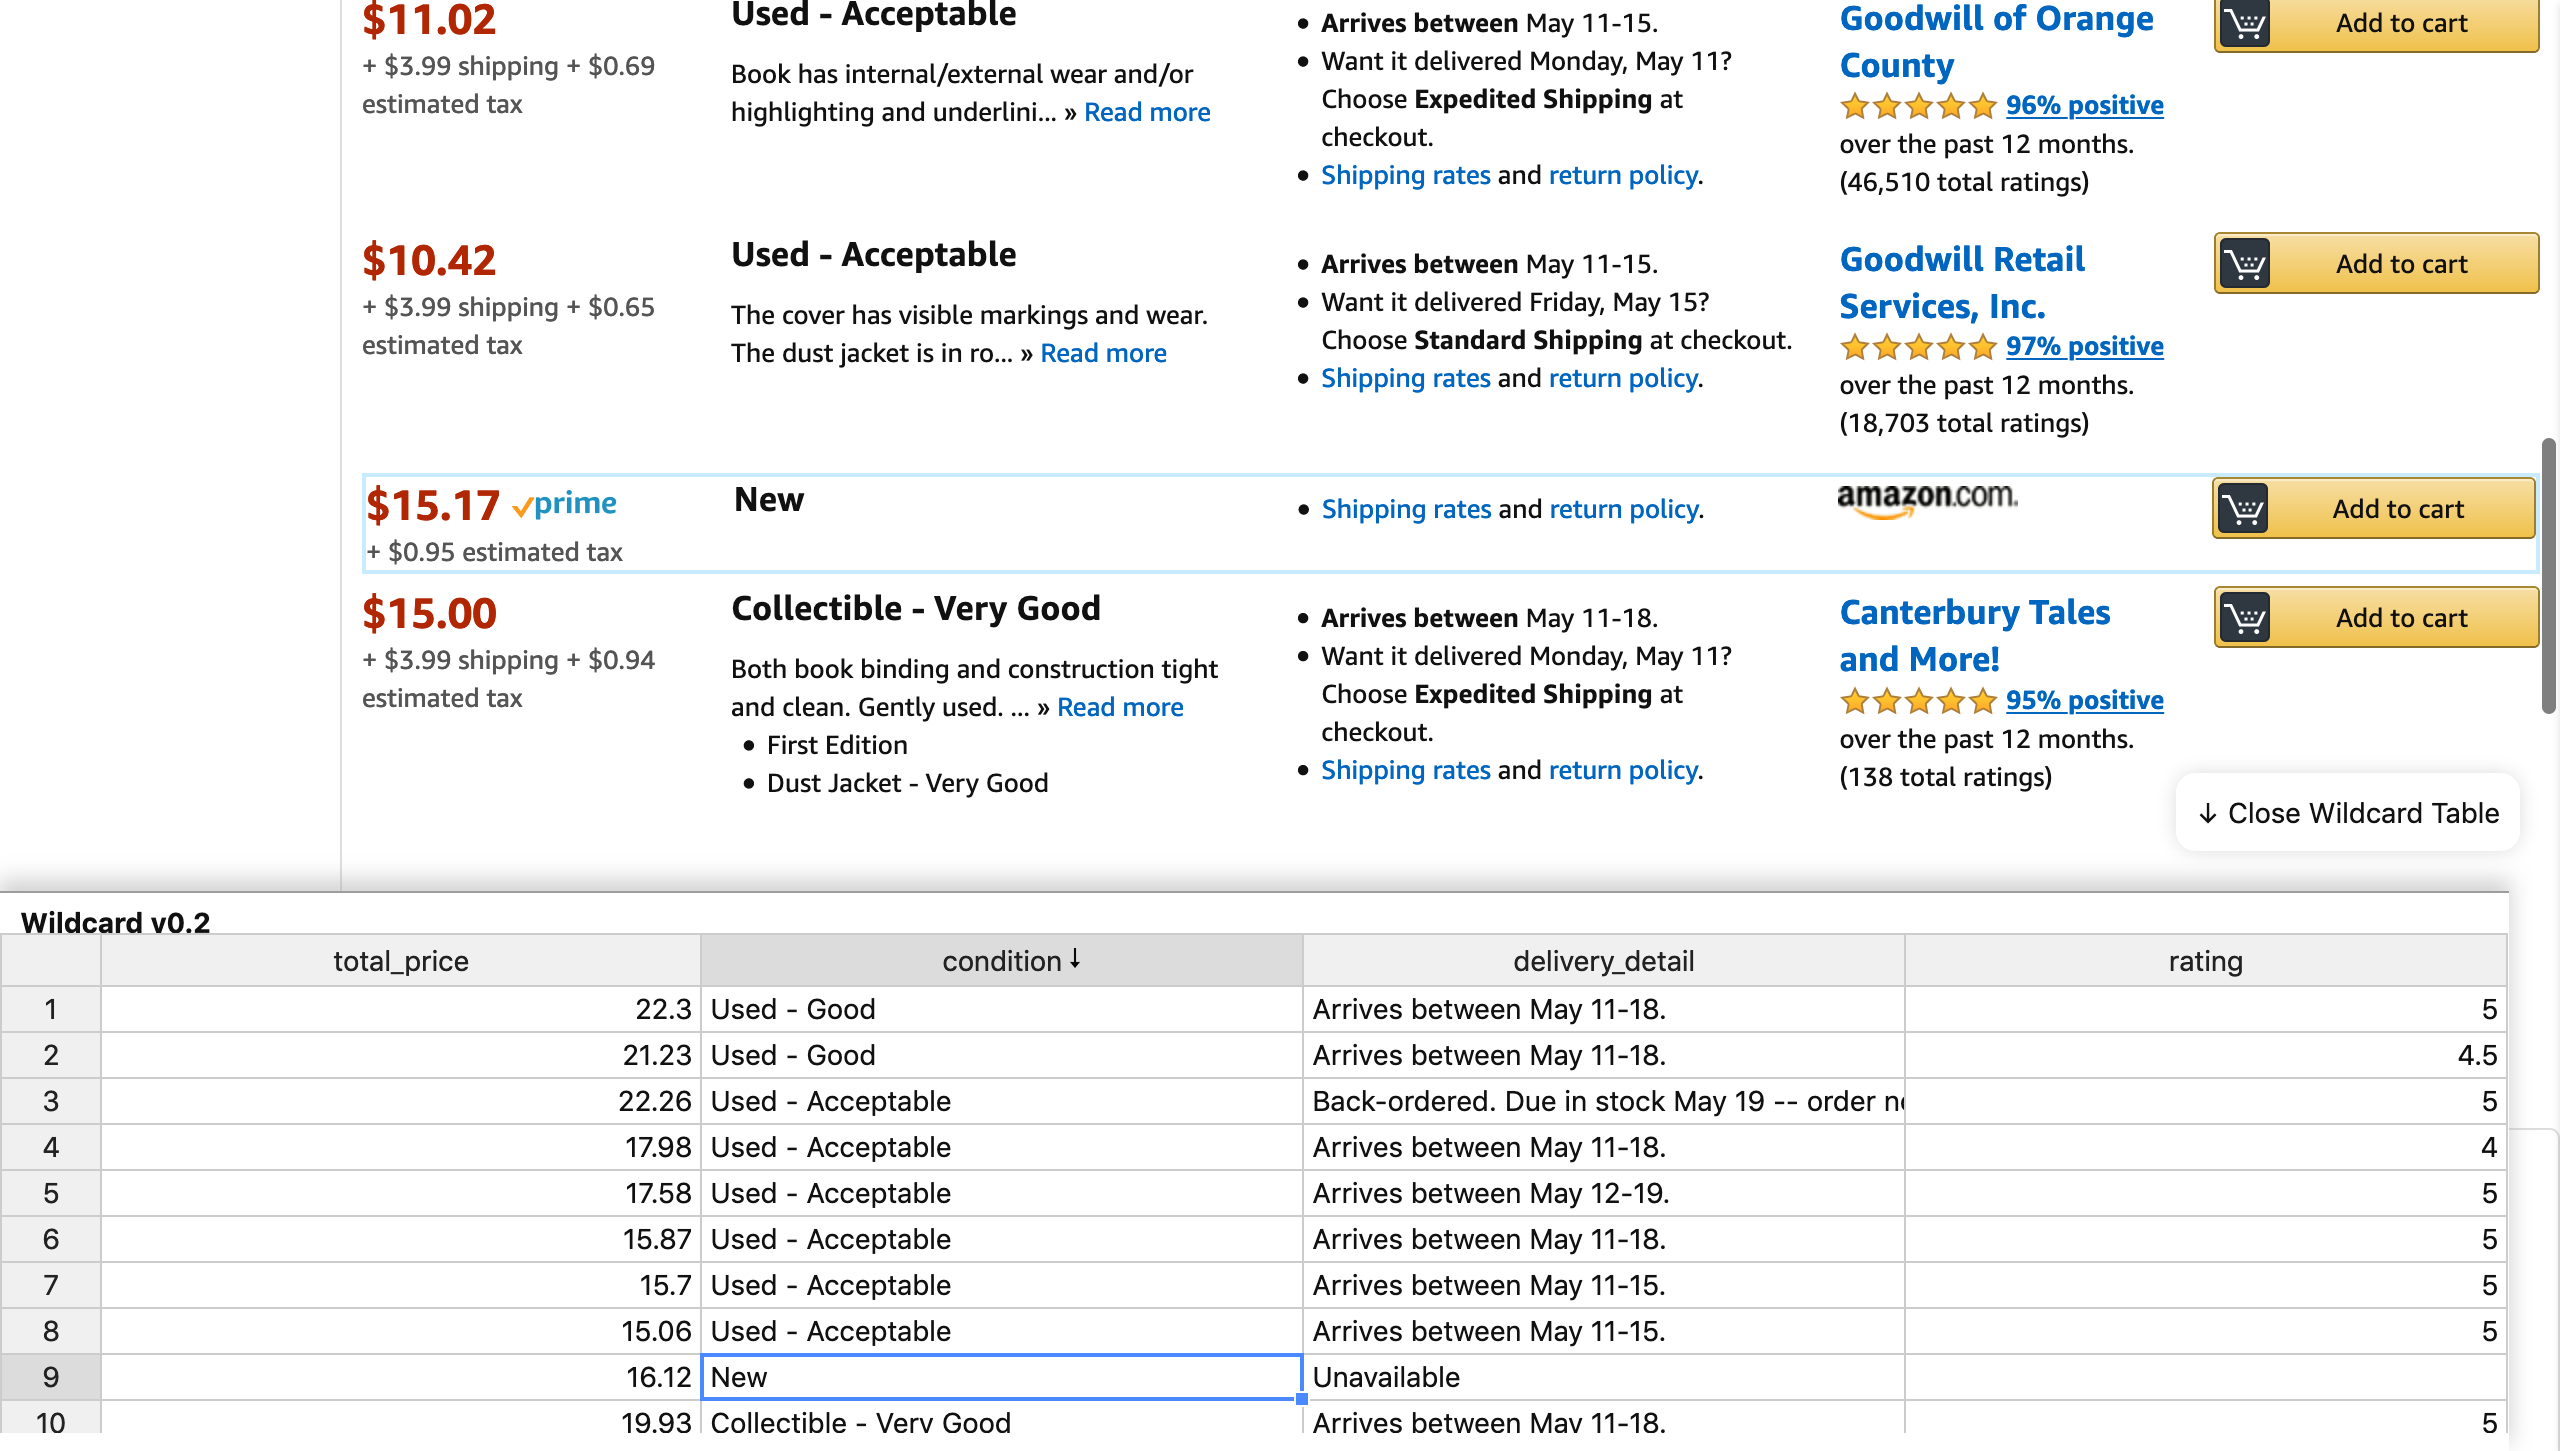 $11.02
+ $3.99 shipping + $0.69
estimated tax
Used - Acceptable
Book has internal/external wear and/or
highlighting and underlini... » Read more
• Arrives between May 11-15.
• Want it delivered Monday, May 11?
Choose Expedited Shipping at
checkout.
• Shipping rates and return policy.
Goodwill of Orange
County
96% positive
over the past 12 months.
(46,510 total ratings)
Add to cart
$10.42
+ $3.99 shipping + $0.65
estimated tax
Used - Acceptable
The cover has visible markings and wear.
The dust jacket is in ro... » Read more
• Arrives between May 11-15.
• Want it delivered Friday, May 15?
Choose Standard Shipping at checkout.
• Shipping rates and return policy.
Goodwill Retail
Services, Inc.
97% positive
over the past 12 months.
(18,703 total ratings)
Add to cart
$15.17 prime
+ $0.95 estimated tax
New
• Shipping rates and return policy.
amazon.com.
Add to cart
$15.00
+ $3.99 shipping + $0.94
estimated tax
Collectible - Very Good
Both book binding and construction tight
and clean. Gently used. ... » Read more
• First Edition
• Dust Jacket - Very Good
• Arrives between May 11-18.
• Want it delivered Monday, May 11?
Choose Expedited Shipping at
checkout.
• Shipping rates and return policy.
Canterbury Tales
and More!
95% positive
over the past 12 months.
(138 total ratings)
Add to cart
↓ Close Wildcard Table
Wildcard v0.2
total_price condition ↓ delivery_detail rating
1 22.3 Used - Good Arrives between May 11-18. 5
2 21.23 Used - Good Arrives between May 11-18. 4.5
3 22.26 Used - Acceptable Back-ordered. Due in stock May 19 -- order 5
4 17.98 Used - Acceptable Arrives between May 11-18. 4
5 17.58 Used - Acceptable Arrives between May 12-19. 5
6 15.87 Used - Acceptable Arrives between May 11-18. 5
7 15.7 Used - Acceptable Arrives between May 11-15. 5
8 15.06 Used - Acceptable Arrives between May 11-15. 5
9 16.12 New Unavailable
10 19.93 Collectible - Very Good Arrives between May 11-18. 5